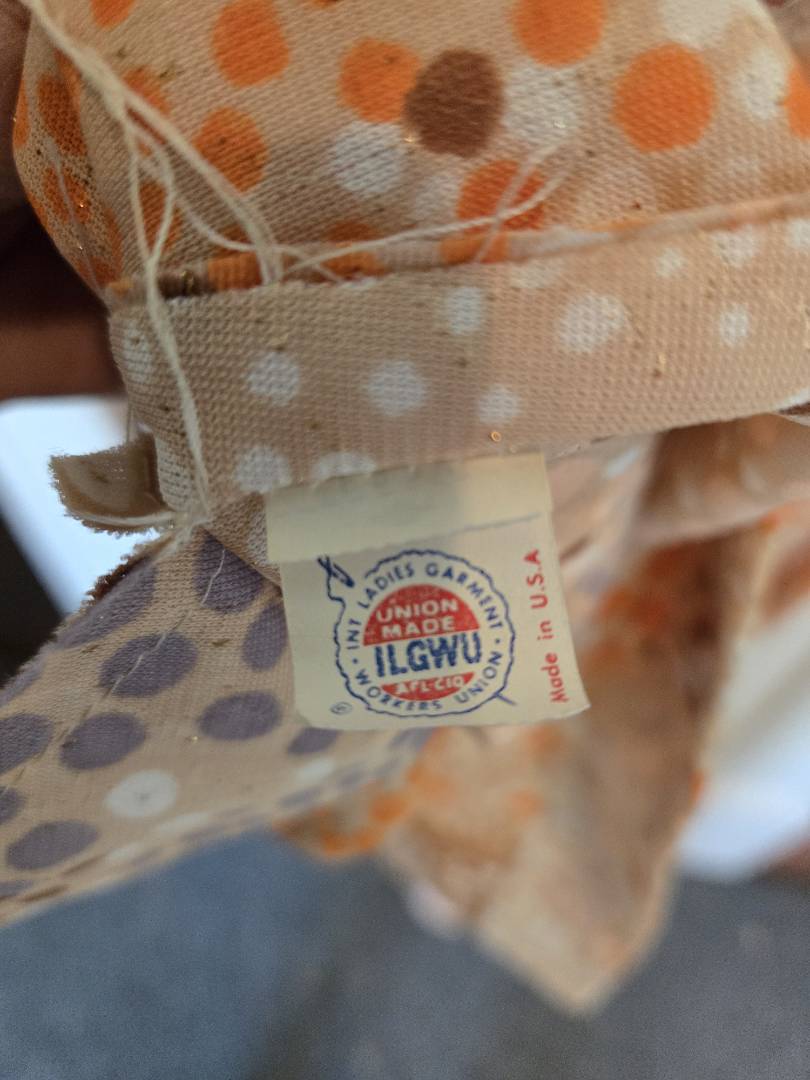 INT LADIES GARMENT
UNION
MADE
ILGWU
AFL-CIO
· WORKERS UNION ·
®
Made in U.S.A